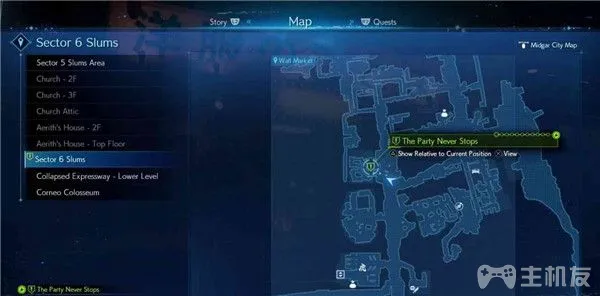 Story
Map
Quests
Sector 6 Slums
Midgar City Map
Sector 5 Slums Area
Church - 2F
Church - 3F
Church Attic
Aerith's House - 2F
Aerith's House - Top Floor
Sector 6 Slums
Collapsed Expressway - Lower Level
Corneo Colosseum
Wall Market
The Party Never Stops
Show Relative to Current Position
View
The Party Never Stops
主机友